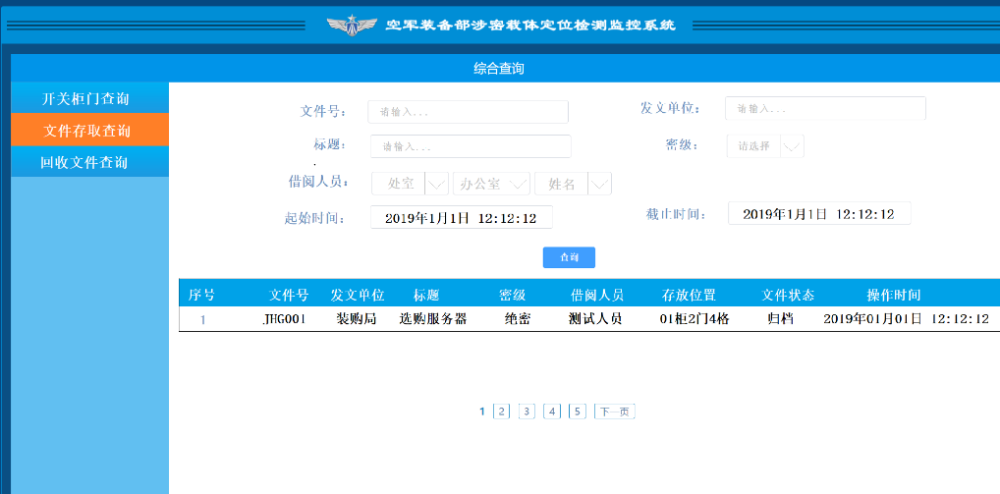 空军装备部涉密载体定位检测监控系统
综合查询
开关柜门查询
文件存取查询
回收文件查询
文件号： 请输入... 发文单位： 请输入...
标题： 请输入... 密级： 请选择
借阅人员： 处室 办公室 姓名
起始时间： 2019年1月1日 12:12:12 截止时间： 2019年1月1日 12:12:12
查询
序号 文件号 发文单位 标题 密级 借阅人员 存放位置 文件状态 操作时间
1 JHG001 装购局 选购服务器 绝密 测试人员 01柜2门4格 归档 2019年01月01日 12:12:12
1 2 3 4 5 下一页